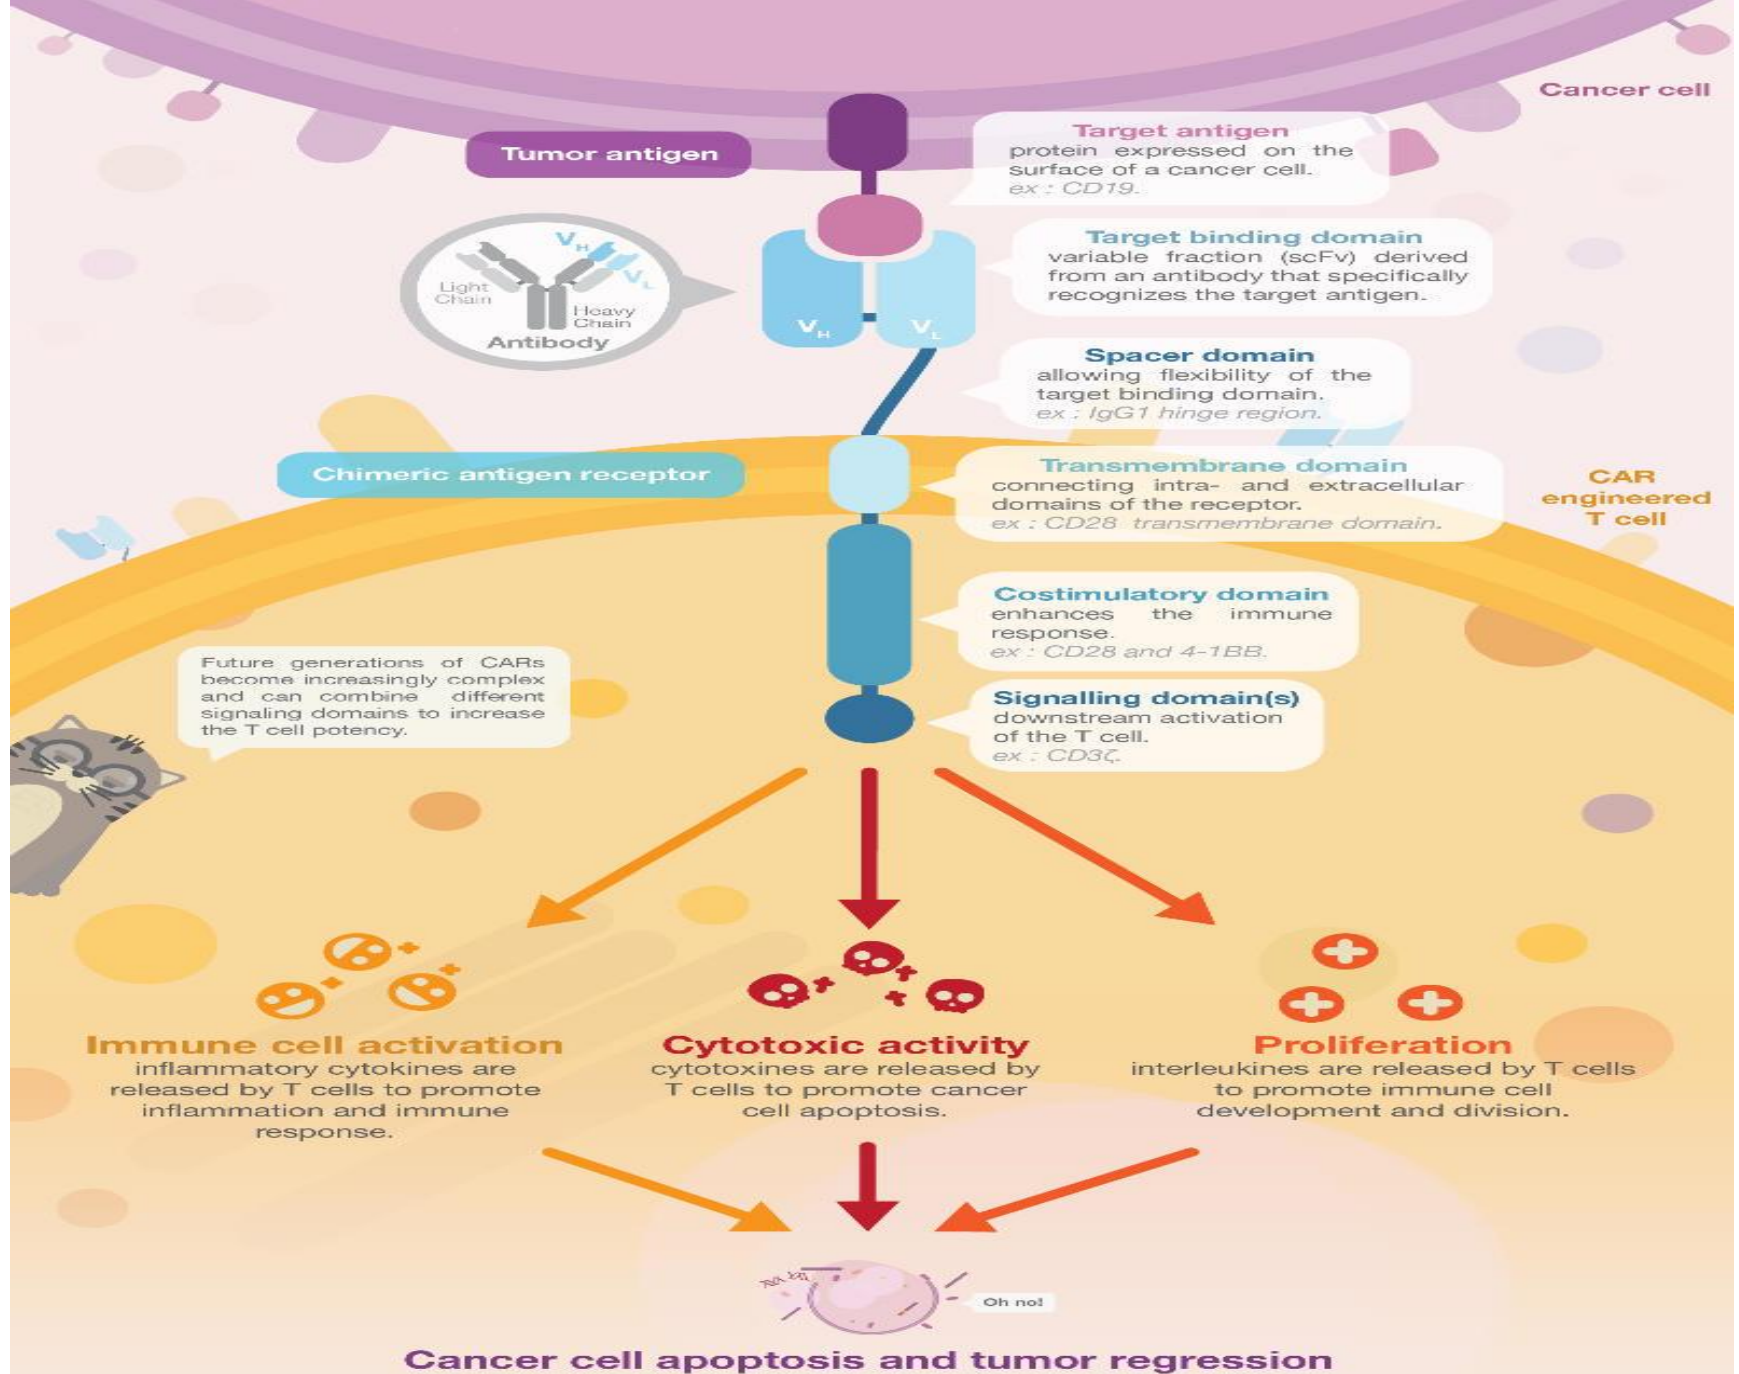 Cancer cell
Tumor antigen
Target antigen
protein expressed on the
surface of a cancer cell.
ex : CD19.
Target binding domain
variable fraction (scFv) derived
from an antibody that specifically
recognizes the target antigen.
VH
VL
Light
Chain
Heavy
Chain
Antibody
VH
VL
Spacer domain
allowing flexibility of the
target binding domain.
ex : IgG1 hinge region.
Chimeric antigen receptor
Transmembrane domain
connecting intra- and extracellular
domains of the receptor.
ex : CD28 transmembrane domain.
CAR
engineered
T cell
Costimulatory domain
enhances the immune
response.
ex : CD28 and 4-1BB.
Future generations of CARs
become increasingly complex
and can combine different
signaling domains to increase
the T cell potency.
Signalling domain(s)
downstream activation
of the T cell.
ex : CD3ζ.
Immune cell activation
inflammatory cytokines are
released by T cells to promote
inflammation and immune
response.
Cytotoxic activity
cytotoxines are released by
T cells to promote cancer
cell apoptosis.
Proliferation
interleukines are released by T cells
to promote immune cell
development and division.
Oh no!
Cancer cell apoptosis and tumor regression